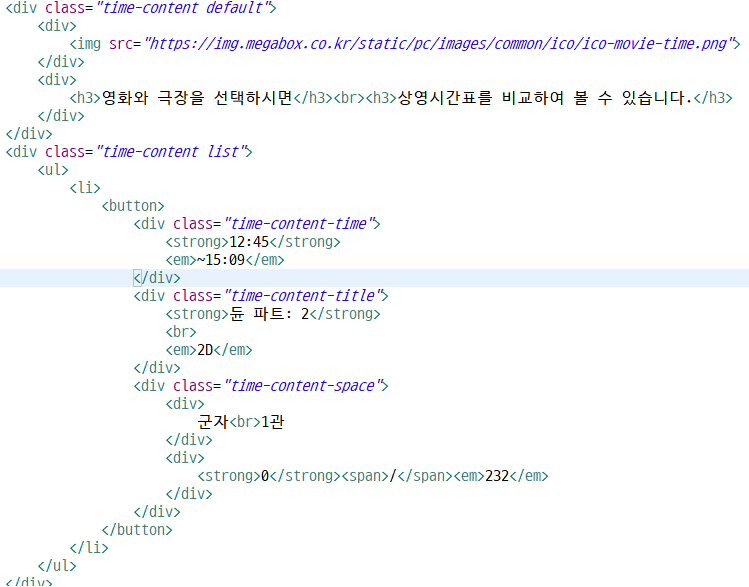 <div class="time-content default">
    <div>
        <img src="https://img.megabox.co.kr/static/pc/images/common/ico/ico-movie-time.png">
    </div>
    <div>
        <h3>영화와 극장을 선택하시면</h3><br><h3>상영시간표를 비교하여 볼 수 있습니다.</h3>
    </div>
</div>
<div class="time-content list">
    <ul>
        <li>
            <button>
                <div class="time-content-time">
                    <strong>12:45</strong>
                    <em>~15:09</em>
                </div>
                <div class="time-content-title">
                    <strong>듄 파트: 2</strong>
                    <br>
                    <em>2D</em>
                </div>
                <div class="time-content-space">
                    <div>
                        군자<br>1관
                    </div>
                    <div>
                        <strong>0</strong><span>/</span><em>232</em>
                    </div>
                </div>
            </button>
        </li>
    </ul>
</div>